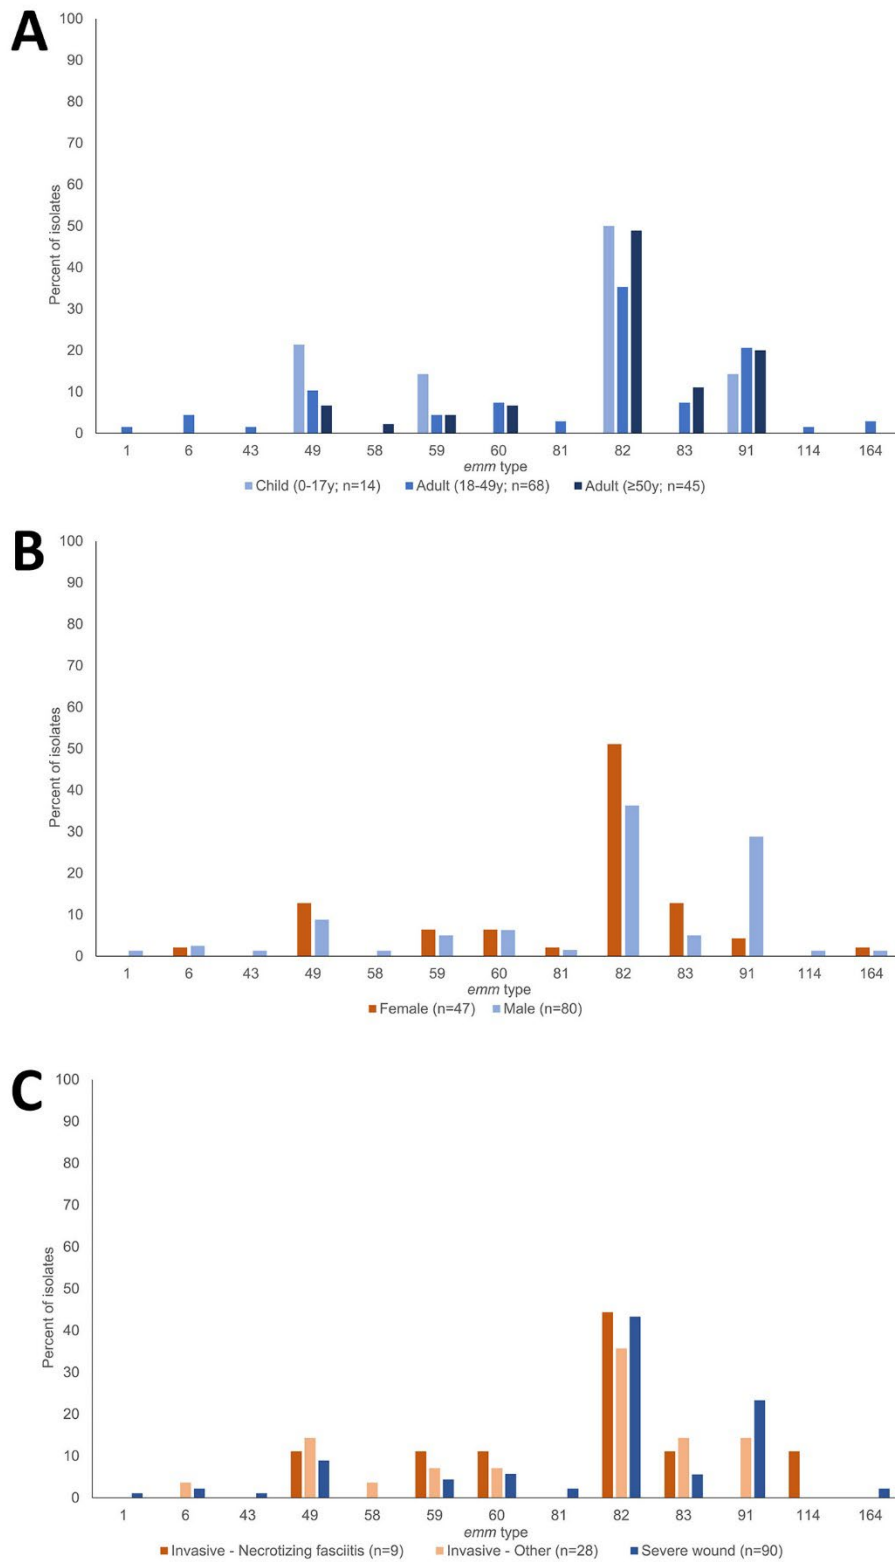 A
100
90
80
70
60
50
40
30
20
10
0
Percent of isolates
1 6 43 49 58 59 60 81 82 83 91 114 164
emm type
Child (0-17y; n=14) Adult (18-49y; n=68) Adult (≥50y; n=45)
B
100
90
80
70
60
50
40
30
20
10
0
Percent of isolates
1 6 43 49 58 59 60 81 82 83 91 114 164
emm type
Female (n=47) Male (n=80)
C
100
90
80
70
60
50
40
30
20
10
0
Percent of isolates
1 6 43 49 58 59 60 81 82 83 91 114 164
emm type
Invasive - Necrotizing fasciitis (n=9) Invasive - Other (n=28) Severe wound (n=90)